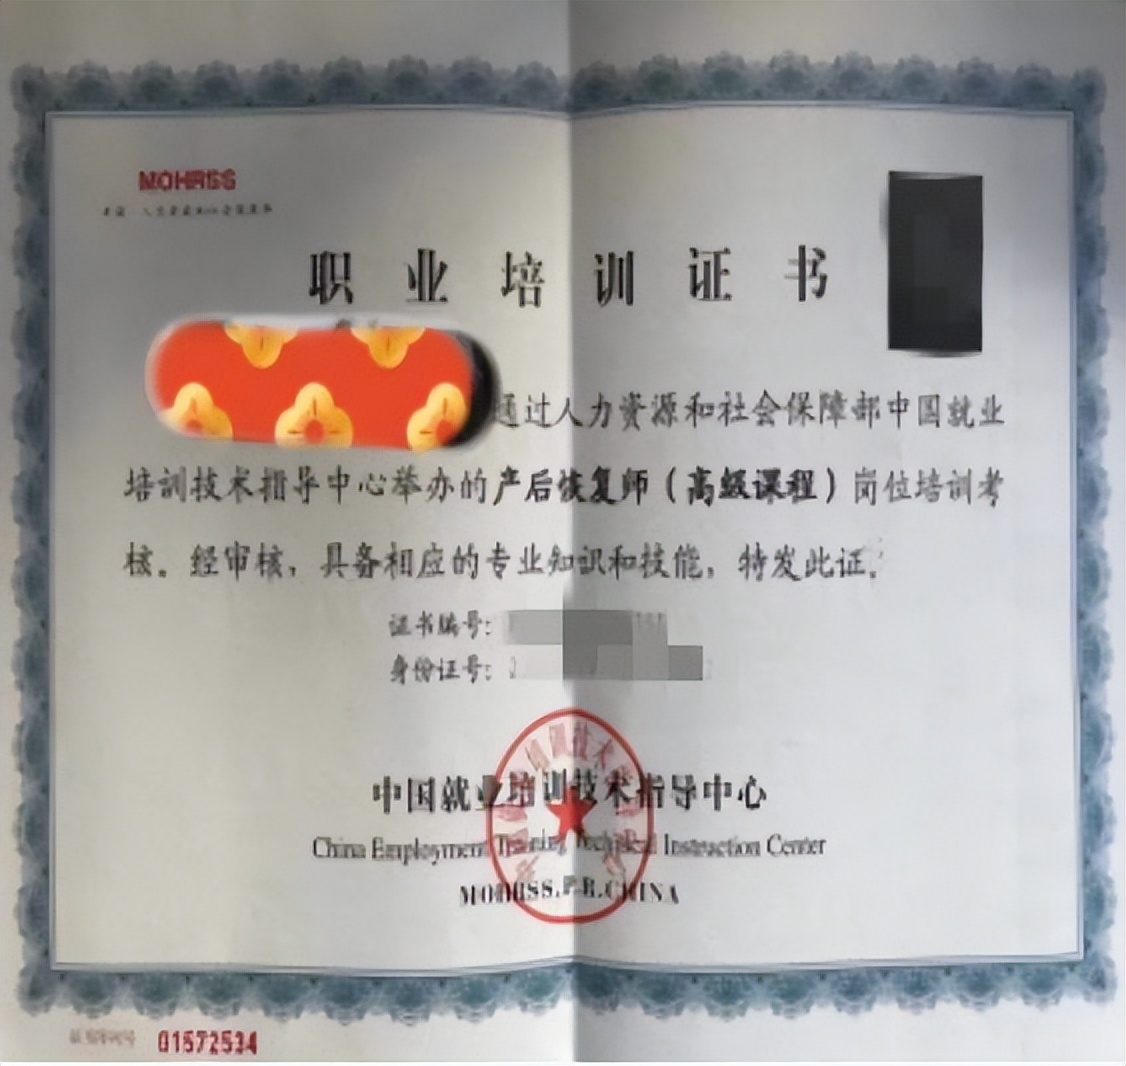 MOHRSS
职业培训证书
通过人力资源和社会保障部中国就业
培训技术指导中心举办的产后恢复师（高级课程）岗位培训考
核。经审核，具备相应的专业知识和技能，特发此证。
证书编号：
身份证号：
中国就业培训技术指导中心
China Employment Training Technical Instruction Center
MOHRSS.P.R.CHINA
01572534